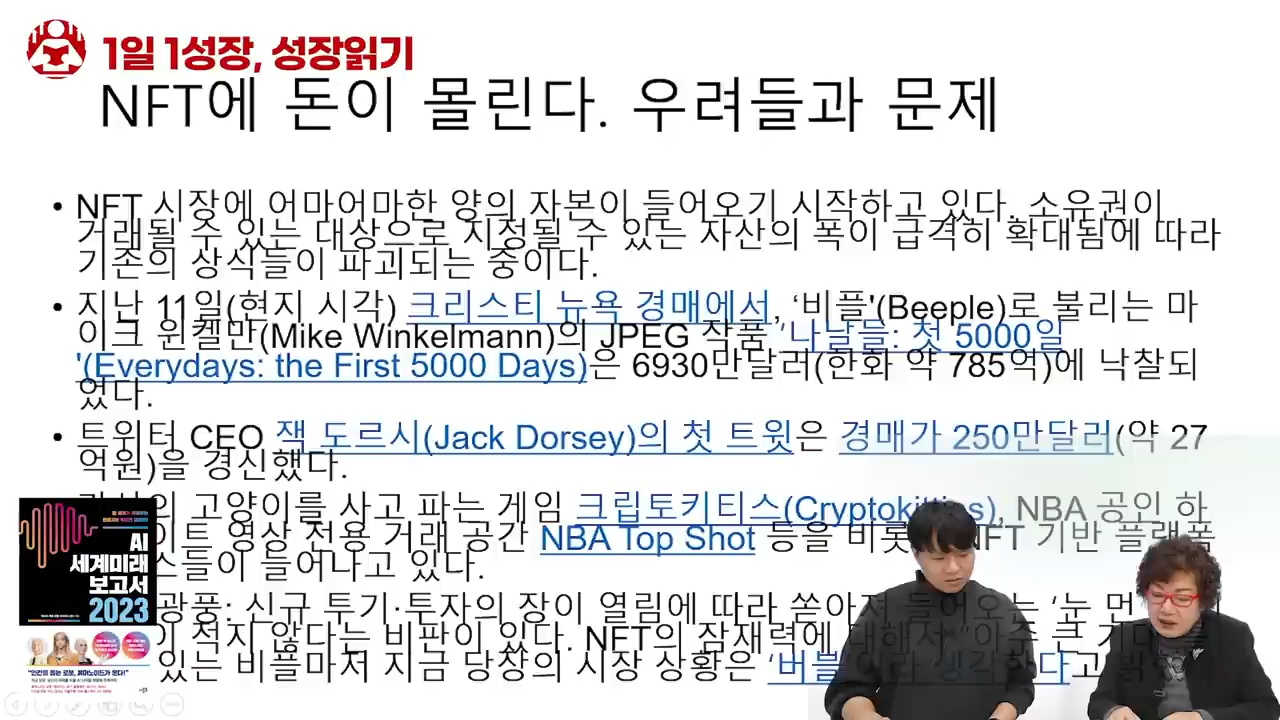 1일 1성장, 성장읽기
NFT에 돈이 몰린다. 우려들과 문제
• NFT 시장에 어마어마한 양의 자본이 들어오기 시작하고 있다. 소유권이
거래될 수 있는 대상으로 지정될 수 있는 자산의 폭이 급격히 확대됨에 따라
기존의 상식들이 파괴되는 중이다.
• 지난 11일(현지 시각) 크리스티 뉴욕 경매에서, ‘비플'(Beeple)로 불리는 마
이크 윈켈만(Mike Winkelmann)의 JPEG 작품 '나날들: 첫 5000일
'(Everydays: the First 5000 Days)은 6930만달러(한화 약 785억)에 낙찰되
었다.
• 트위터 CEO 잭 도르시(Jack Dorsey)의 첫 트윗은 경매가 250만달러(약 27
억원)을 경신했다.
고양이를 사고 파는 게임 크립토키티스(Cryptokitties), NBA 공인 하
이트 영상 전용 거래 공간 NBA Top Shot 등을 비롯 NFT 기반 플랫폼
스들이 늘어나고 있다.
광풍: 신규 투기·투자의 장이 열림에 따라 쏟아져 들어오는 ‘눈 먼
적지 않다는 비판이 있다. NFT의 잠재력에
있는 비플마저 지금 당장의 시장 상황은 '버블
AI
세계미래
보고서
2023